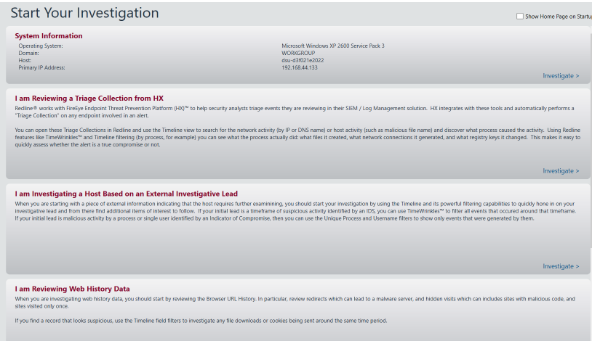 Start Your Investigation
Show Home Page on Startup
System Information
Operating System: Microsoft Windows XP 2600 Service Pack 3
Domain: WORKGROUP
Host:
Primary IP Address: 192.168.44.133
Investigate >
I am Reviewing a Triage Collection from HX
Redline® works with FireEye Endpoint Threat Prevention Platform (HX)™ to help security analysts triage events they are reviewing in their SIEM / Log Management solution. HX integrates with these tools and automatically performs a
"Triage Collection" on any endpoint involved in an alert.
You can open these Triage Collections in Redline and use the Timeline view to search for the network activity (by IP or DNS name) or host activity (such as malicious file name) and discover what process caused the activity. Using Redline
features like TimeWrinkles™ and Timeline filtering (by process, for example) you can see what the process actually did: what files it created, what network connections it generated, and what registry keys it changed. This makes it easy to
quickly assess whether the alert is a true compromise or not.
Investigate >
I am Investigating a Host Based on an External Investigative Lead
When you are starting with a piece of external information indicating that the host requires further examining, you should start your investigation by using the Timeline and its powerful filtering capabilities to quickly hone in on your
investigative lead and from there find additional items of interest to follow. If your initial lead is a timeframe of suspicious activity identified by an IDS, you can use TimeWrinkles™ to filter all events that occured around that timeframe.
If your initial lead is malicious activity by a process or single user identified by an Indicator of Compromise, then you can use the Unique Process and Username filters to show only events that were generated by them.
Investigate >
I am Reviewing Web History Data
When you are investigating web history data, you should start by reviewing the Browser URL History. In particular, review redirects which can lead to a malware server, and hidden visits which can includes sites with malicious code, and
sites visited only once.
If you find a record that looks suspicious, use the Timeline field filters to investigate any file downloads or cookies being sent around the same time period.